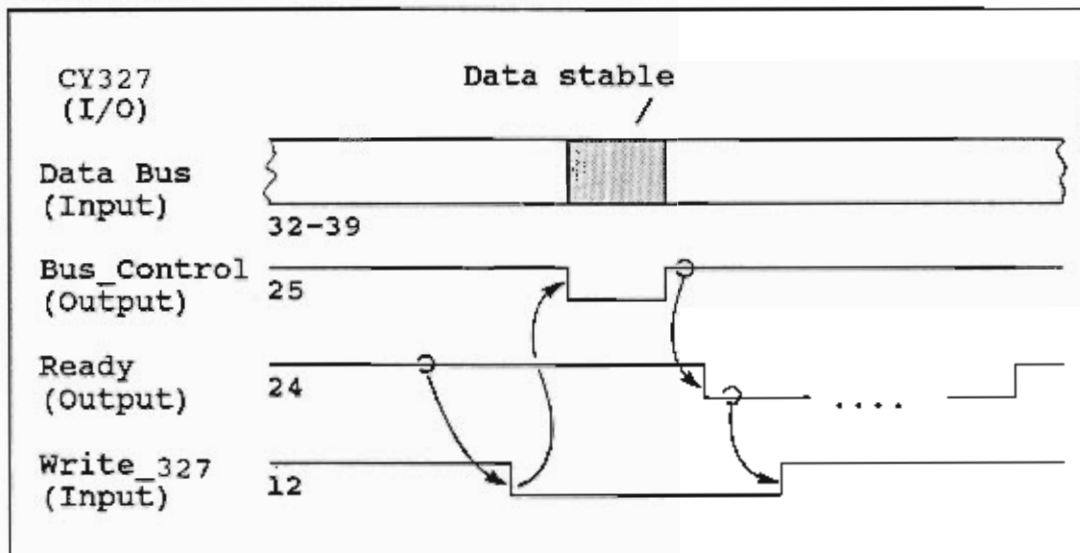 CY327
(I/O)
Data stable
Data Bus
(Input)
32-39
Bus_Control
(Output)
25
Ready
(Output)
24
....
Write_327
(Input)
12